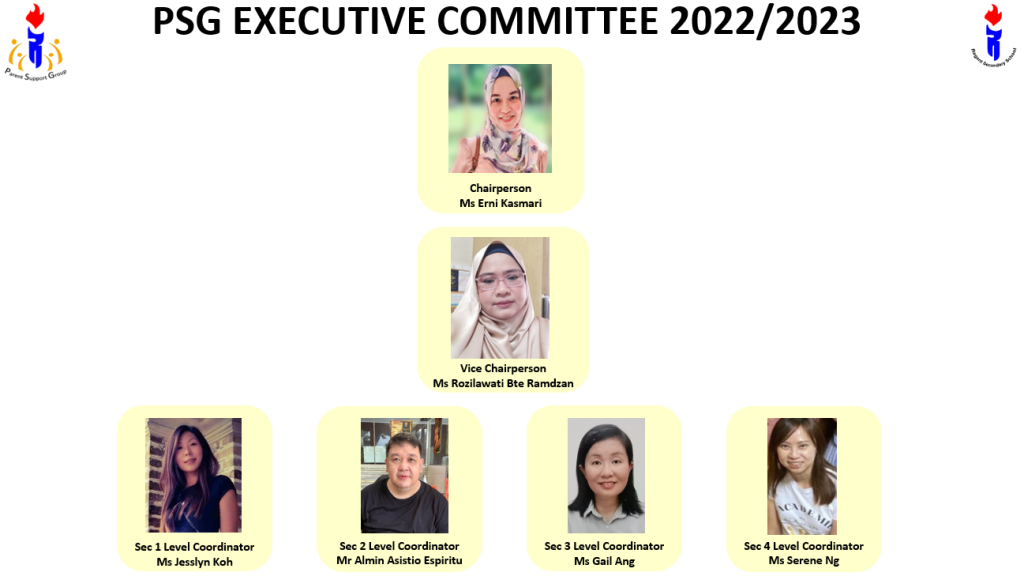 PSG EXECUTIVE COMMITTEE 2022/2023
Parent Support Group
Regent Secondary School
Chairperson
Ms Erni Kasmari
Vice Chairperson
Ms Rozilawati Bte Ramdzan
Sec 1 Level Coordinator
Ms Jesslyn Koh
Sec 2 Level Coordinator
Mr Almin Asistio Espiritu
Sec 3 Level Coordinator
Ms Gail Ang
ACADEMIE
Sec 4 Level Coordinator
Ms Serene Ng